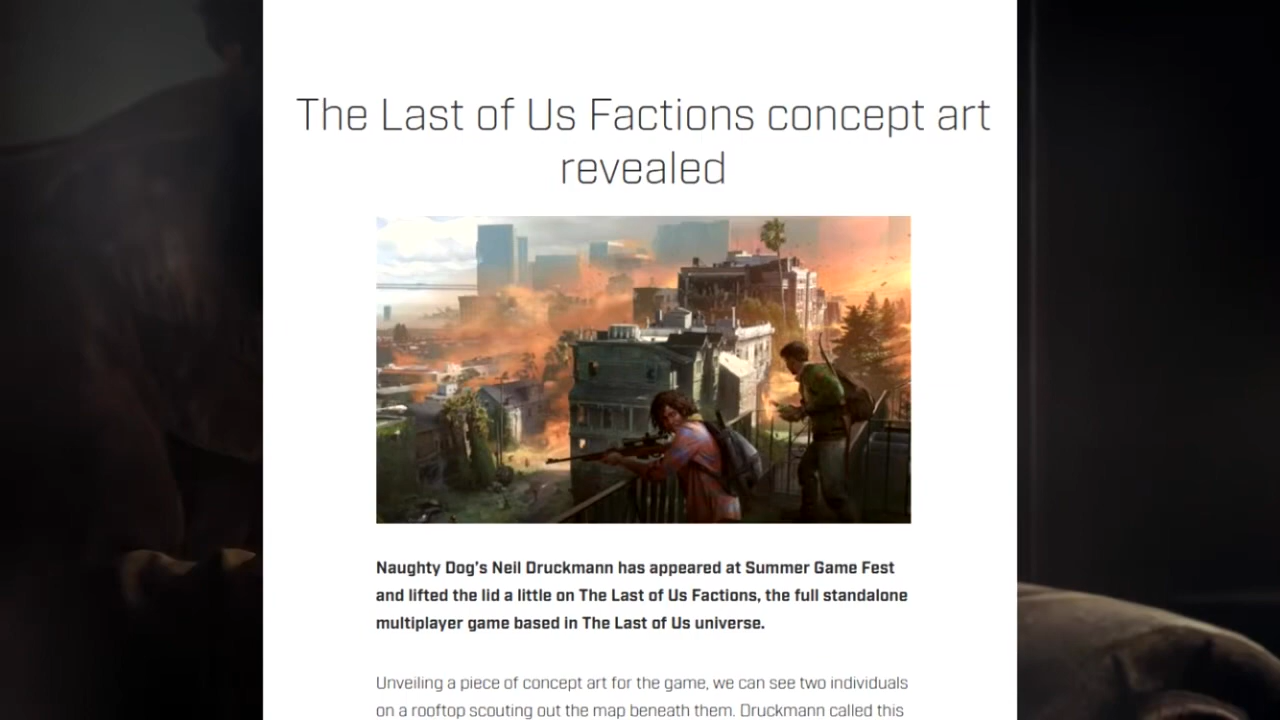 The Last of Us Factions concept art
revealed
Naughty Dog's Neil Druckmann has appeared at Summer Game Fest
and lifted the lid a little on The Last of Us Factions, the full standalone
multiplayer game based in The Last of Us universe.
Unveiling a piece of concept art for the game, we can see two individuals
on a rooftop scouting out the map beneath them. Druckmann called this